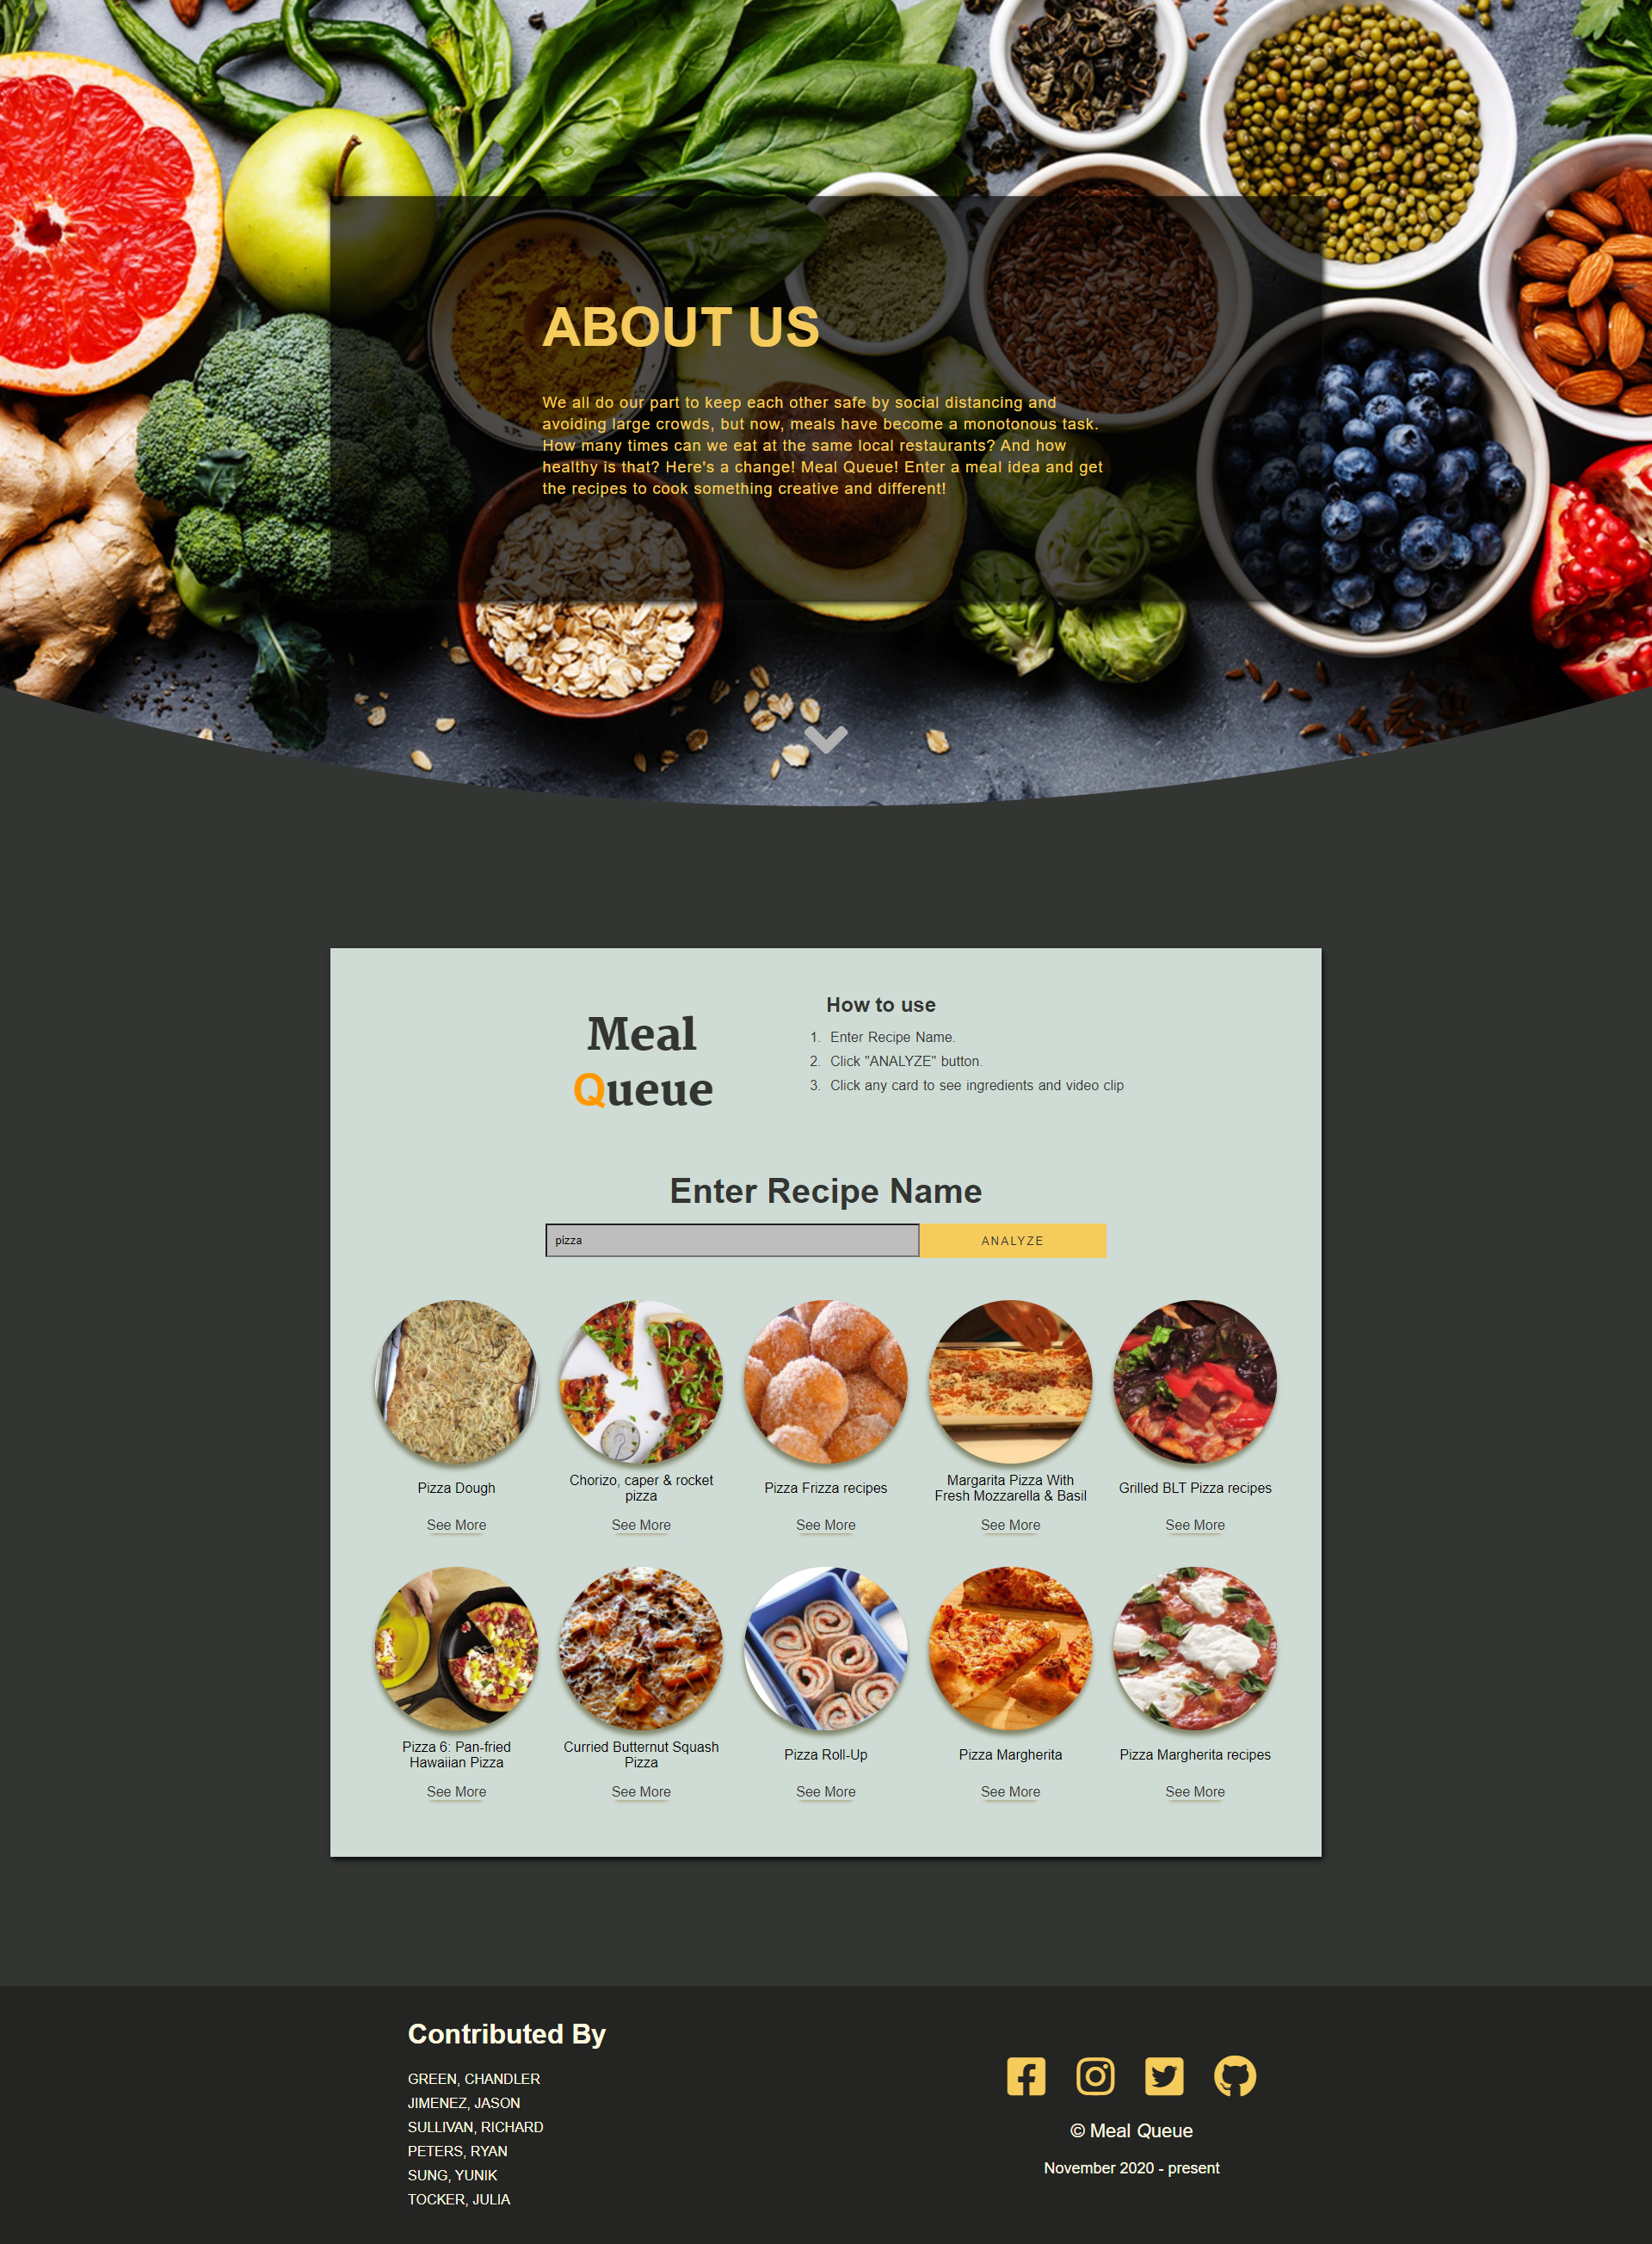 ABOUT US
We all do our part to keep each other safe by social distancing and
avoiding large crowds, but now, meals have become a monotonous task.
How many times can we eat at the same local restaurants? And how
healthy is that? Here's a change! Meal Queue! Enter a meal idea and get
the recipes to cook something creative and different!
Meal
Queue
How to use
1. Enter Recipe Name.
2. Click "ANALYZE" button.
3. Click any card to see ingredients and video clip
Enter Recipe Name
pizza
ANALYZE
Pizza Dough
See More
Chorizo, caper & rocket
pizza
See More
Pizza Frizza recipes
See More
Margarita Pizza With
Fresh Mozzarella & Basil
See More
Grilled BLT Pizza recipes
See More
Pizza 6: Pan-fried
Hawaiian Pizza
See More
Curried Butternut Squash
Pizza
See More
Pizza Roll-Up
See More
Pizza Margherita
See More
Pizza Margherita recipes
See More
Contributed By
GREEN, CHANDLER
JIMENEZ, JASON
SULLIVAN, RICHARD
PETERS, RYAN
SUNG, YUNIK
TOCKER, JULIA
© Meal Queue
November 2020 - present